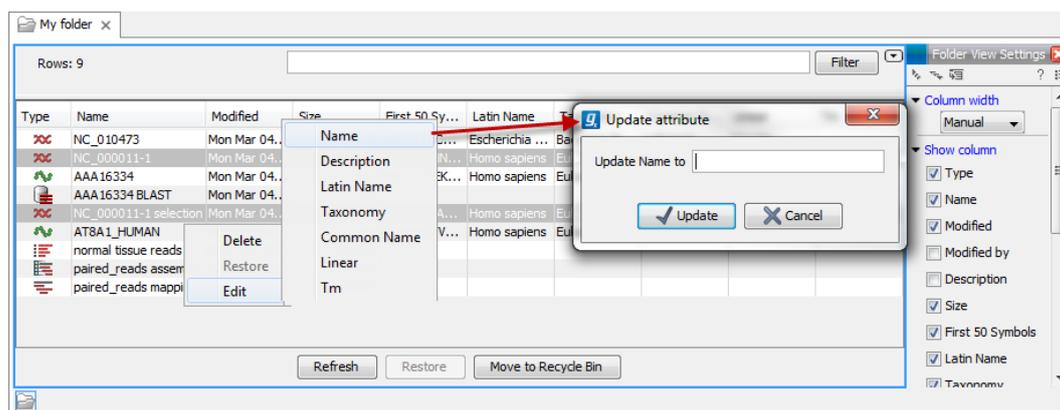 My folder
Rows: 9
Filter
Folder View Settings
Type Name Modified Size First 50 Sy... Latin Name
NC_010473 Mon Mar 04.. Escherichia ...
NC_000011-1 Mon Mar 04.. Homo sapiens
AAA16334 Mon Mar 04.. Homo sapiens
AAA16334 BLAST Mon Mar 04..
NC_000011-1 selection Mon Mar 04.. Homo sapiens
AT8A1_HUMAN Mon Mar 04.. Homo sapiens
normal tissue reads
paired_reads assem
paired_reads mappi
Delete
Restore
Edit
Name
Description
Latin Name
Taxonomy
Common Name
Linear
Tm
Update attribute
Update Name to
Update Cancel
Refresh Restore Move to Recycle Bin
Column width
Manual
Show column
Type
Name
Modified
Modified by
Description
Size
First 50 Symbols
Latin Name
Taxonomy